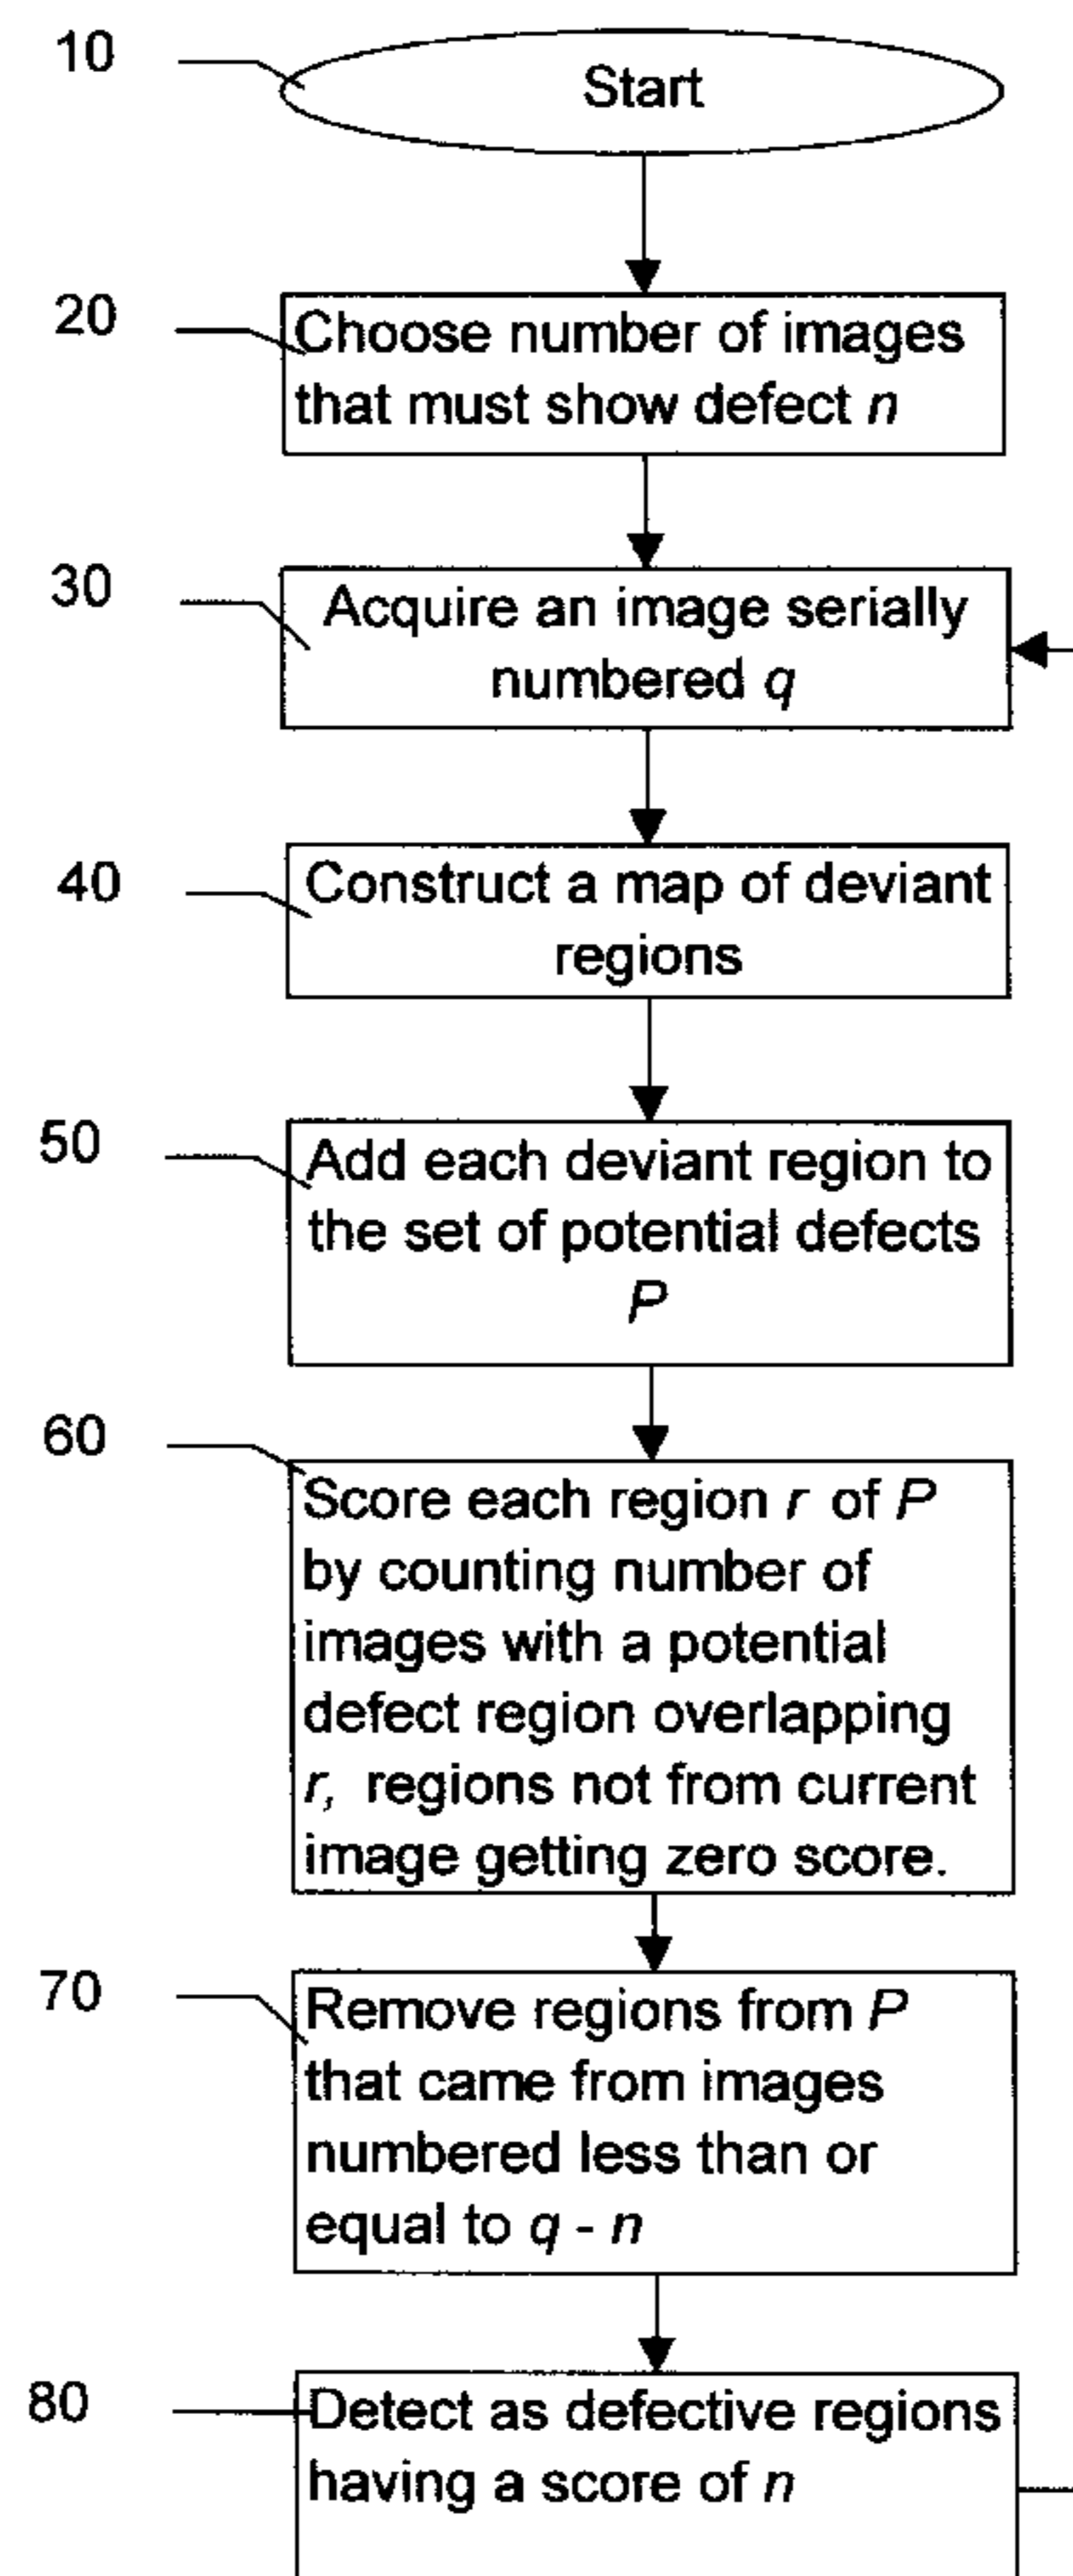 10
Start
20
Choose number of images
that must show defect n
30
Acquire an image serially
numbered q
40
Construct a map of deviant
regions
50
Add each deviant region to
the set of potential defects
P
60
Score each region r of P
by counting number of
images with a potential
defect region overlapping
r, regions not from current
image getting zero score.
70
Remove regions from P
that came from images
numbered less than or
equal to q - n
80
Detect as defective regions
having a score of n